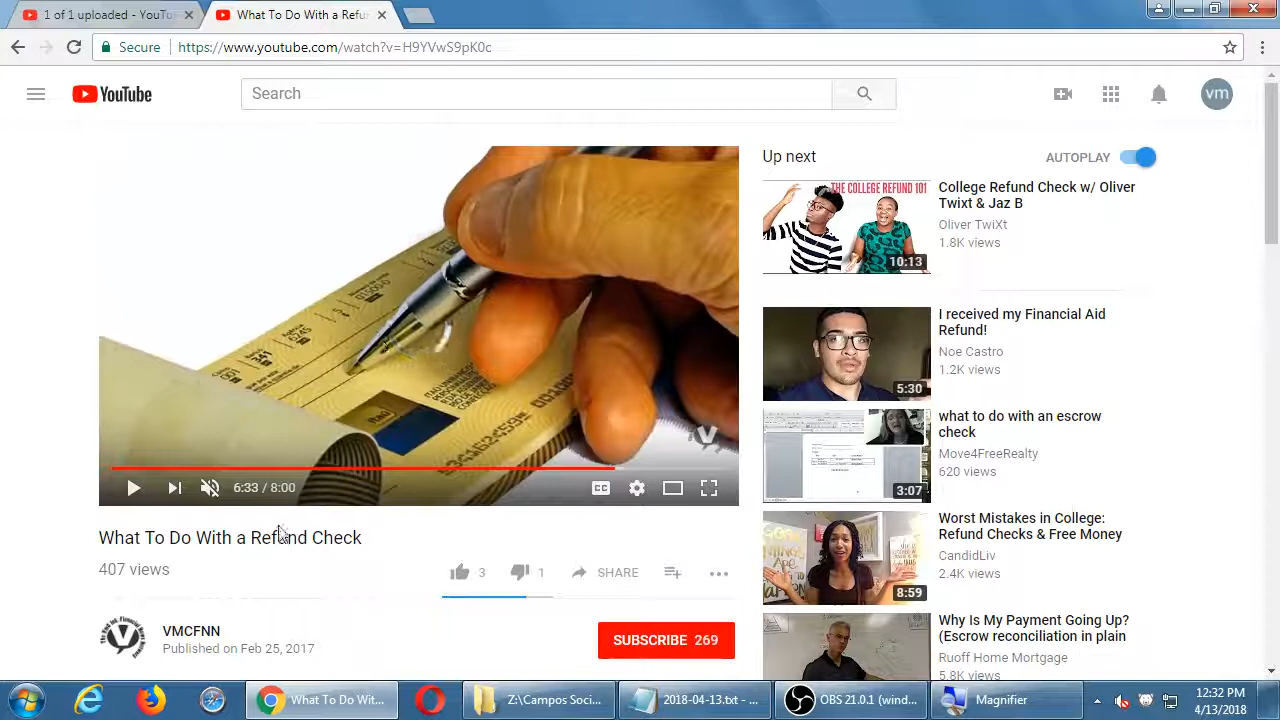 1 of 1 uploaded - YouTu
What To Do With a Refu
Secure
https://www.youtube.com/watch?v=H9YVwS9pK0c
YouTube
Search
vm
6:33 / 8:00
CC
What To Do With a Refund Check
407 views
3
1
SHARE
VMCFNN
Published on Feb 25, 2017
SUBSCRIBE 269
Up next
AUTOPLAY
THE COLLEGE REFUND 101
10:13
College Refund Check w/ Oliver
Twixt & Jaz B
Oliver TwiXt
1.8K views
5:30
I received my Financial Aid
Refund!
Noe Castro
1.2K views
3:07
what to do with an escrow
check
Move4FreeRealty
620 views
8:59
Worst Mistakes in College:
Refund Checks & Free Money
CandidLiv
2.4K views
Why Is My Payment Going Up?
(Escrow reconciliation in plain
Ruoff Home Mortgage
5.8K views
What To Do Wit...
Z:\Campos Soci...
2018-04-13.txt - ...
OBS 21.0.1 (wind...
Magnifier
12:32 PM
4/13/2018